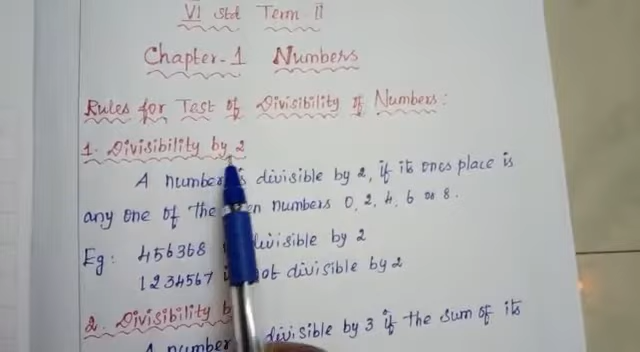 VI Std Term II
Chapter-1 Numbers
Rules for Test of Divisibility of Numbers:
1. Divisibility by 2
A number divisible by 2, if its ones place is
any one of the numbers 0, 2, 4, 6 or 8.
Eg: 456368 divisible by 2
1234567 not divisible by 2
2. Divisibility
A number divisible by 3 if the sum of its